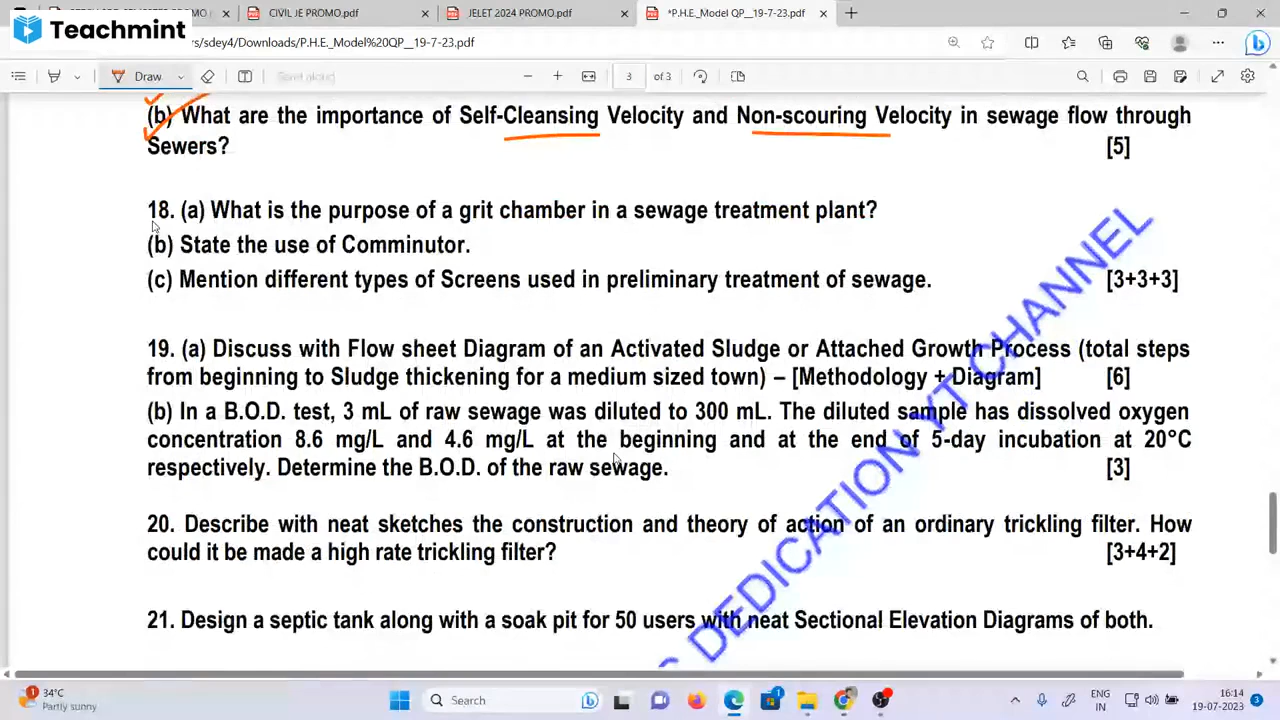 CIVIL JE PROMO.pdf
JELET 2024 PROMO.pdf
*P.H.E._Model QP__19-7-23.pdf
Teachmint
rs/sdey4/Downloads/P.H.E._Model%20QP__19-7-23.pdf
Draw
Read aloud
3 of 3
(b) What are the importance of Self-Cleansing Velocity and Non-scouring Velocity in sewage flow through
Sewers? [5]
18. (a) What is the purpose of a grit chamber in a sewage treatment plant?
(b) State the use of Comminutor.
(c) Mention different types of Screens used in preliminary treatment of sewage. [3+3+3]
19. (a) Discuss with Flow sheet Diagram of an Activated Sludge or Attached Growth Process (total steps
from beginning to Sludge thickening for a medium sized town) – [Methodology + Diagram] [6]
(b) In a B.O.D. test, 3 mL of raw sewage was diluted to 300 mL. The diluted sample has dissolved oxygen
concentration 8.6 mg/L and 4.6 mg/L at the beginning and at the end of 5-day incubation at 20°C
respectively. Determine the B.O.D. of the raw sewage. [3]
20. Describe with neat sketches the construction and theory of action of an ordinary trickling filter. How
could it be made a high rate trickling filter? [3+4+2]
21. Design a septic tank along with a soak pit for 50 users with neat Sectional Elevation Diagrams of both.
DEDICATION YT CHANNEL
34°C
Partly sunny
Search
ENG
IN
16:14
19-07-2023